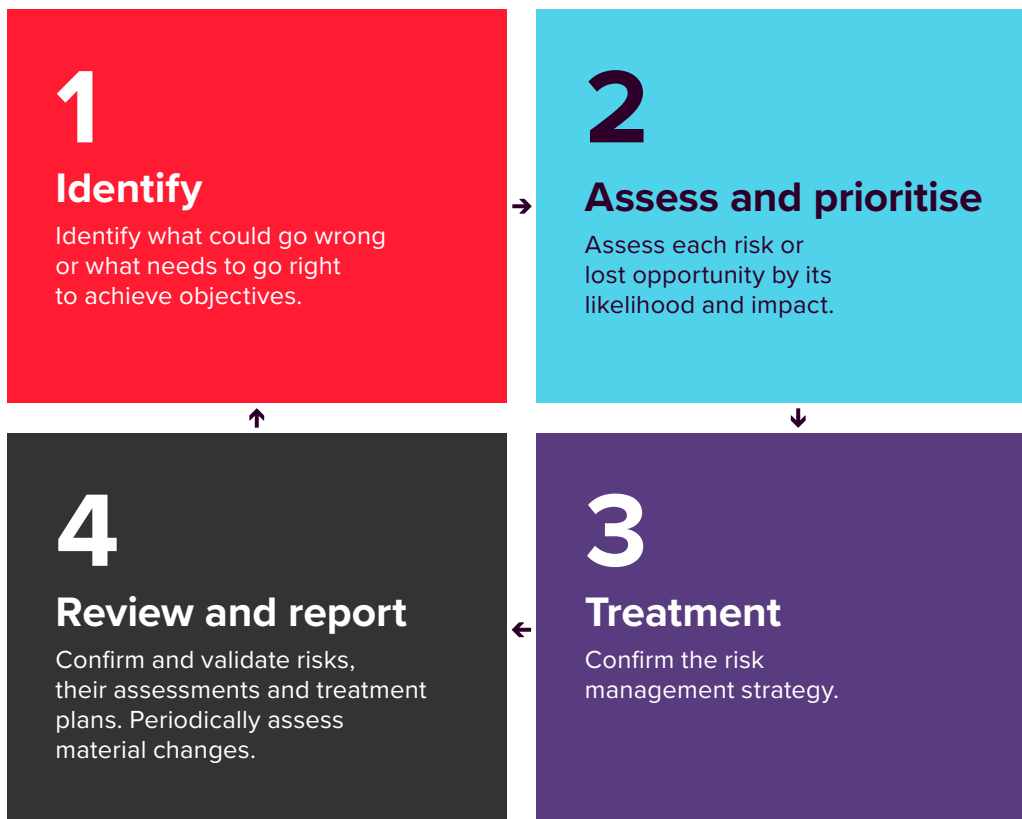 1
Identify
Identify what could go wrong
or what needs to go right
to achieve objectives.
2
Assess and prioritise
Assess each risk or
lost opportunity by its
likelihood and impact.
3
Treatment
Confirm the risk
management strategy.
4
Review and report
Confirm and validate risks,
their assessments and treatment
plans. Periodically assess
material changes.